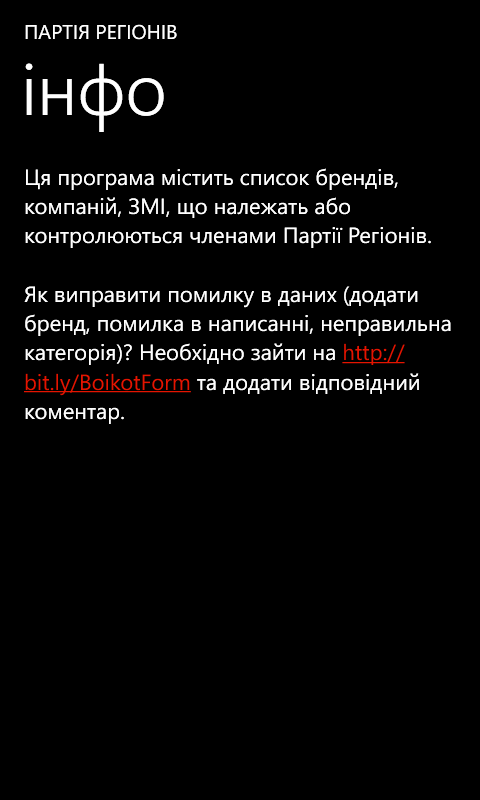 ПАРТІЯ РЕГІОНІВ
інфо
Ця програма містить список брендів,
компаній, ЗМІ, що належать або
контролюються членами Партії Регіонів.
Як виправити помилку в даних (додати
бренд, помилка в написанні, неправильна
категорія)? Необхідно зайти на http://
bit.ly/BoikotForm та додати відповідний
коментар.